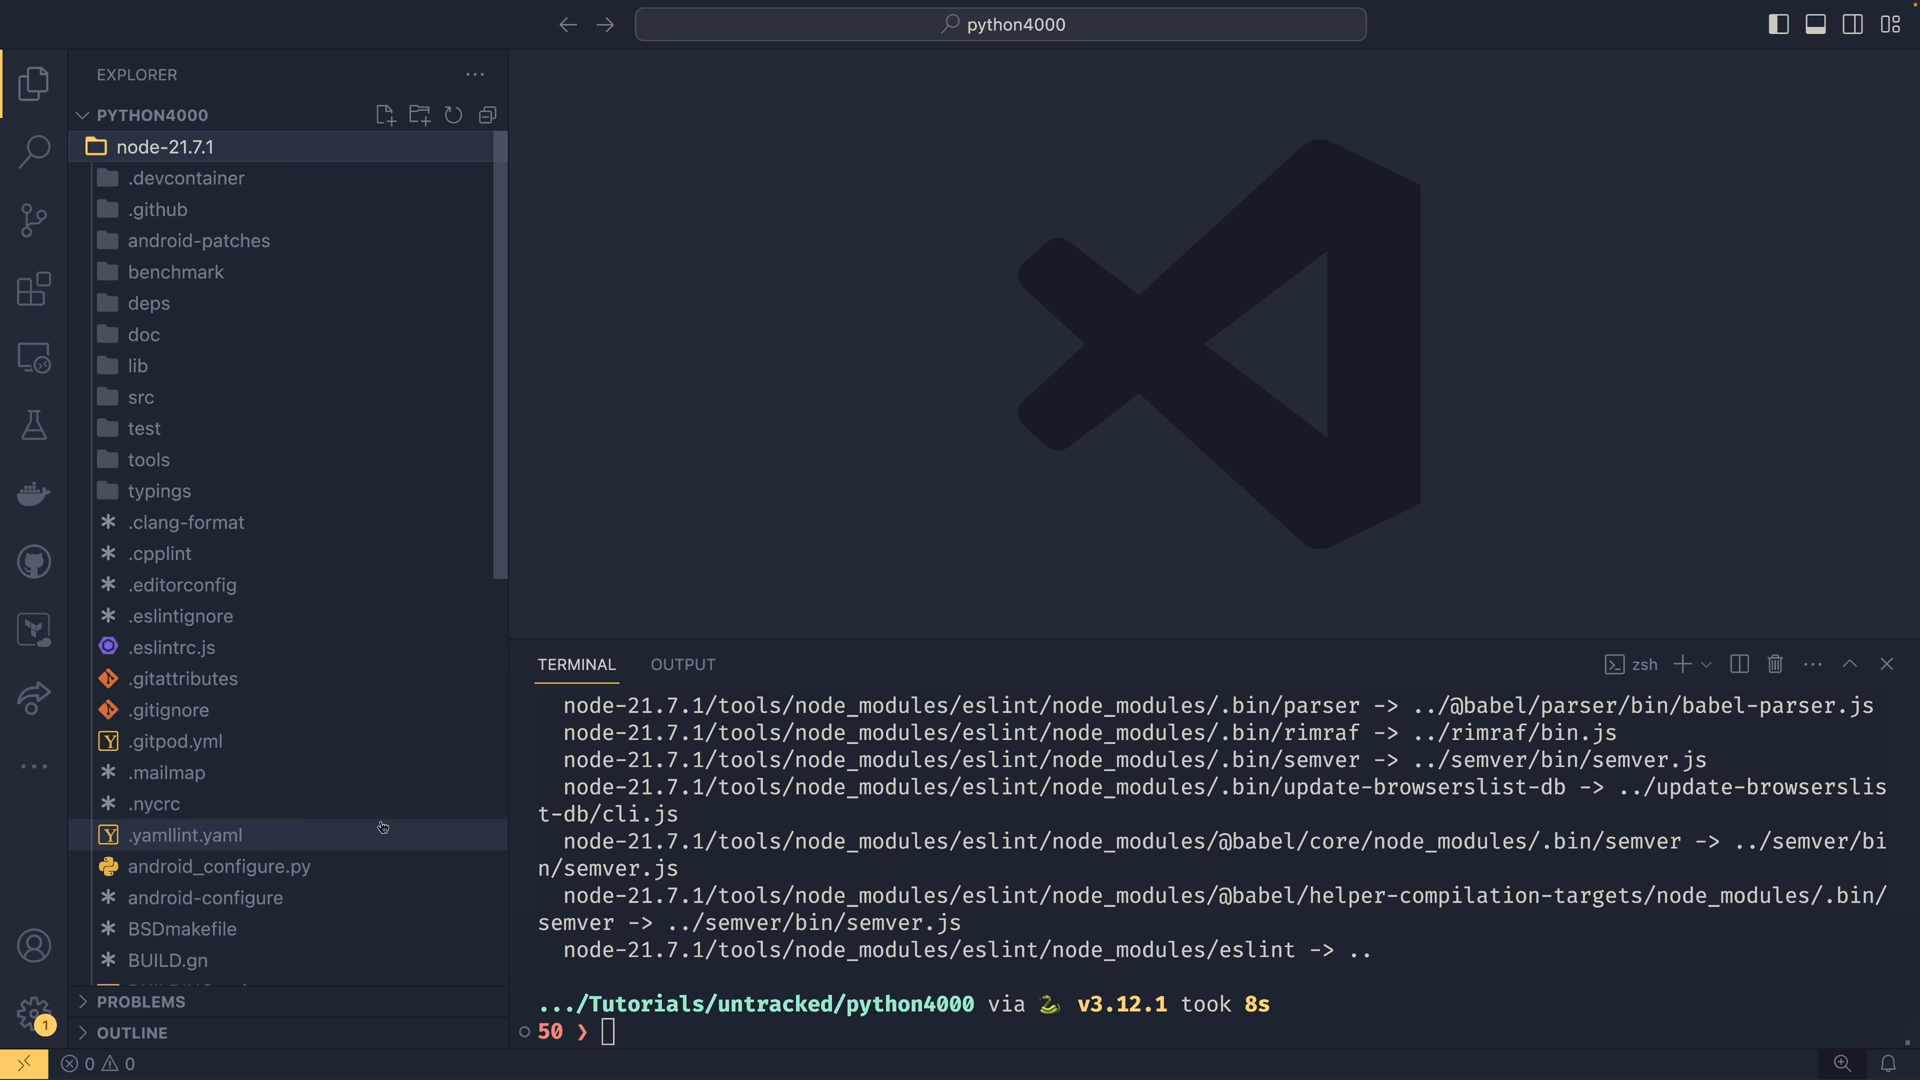 python4000
EXPLORER
PYTHON4000
node-21.7.1
.devcontainer
.github
android-patches
benchmark
deps
doc
lib
src
test
tools
typings
.clang-format
.cpplint
.editorconfig
.eslintignore
.eslintrc.js
.gitattributes
.gitignore
.gitpod.yml
.mailmap
.nycrc
.yamllint.yaml
android_configure.py
android-configure
BSDmakefile
BUILD.gn
PROBLEMS
OUTLINE
1
0 0
TERMINAL OUTPUT
zsh
node-21.7.1/tools/node_modules/eslint/node_modules/.bin/parser -> ../@babel/parser/bin/babel-parser.js
node-21.7.1/tools/node_modules/eslint/node_modules/.bin/rimraf -> ../rimraf/bin.js
node-21.7.1/tools/node_modules/eslint/node_modules/.bin/semver -> ../semver/bin/semver.js
node-21.7.1/tools/node_modules/eslint/node_modules/.bin/update-browserslist-db -> ../update-browserslis
t-db/cli.js
node-21.7.1/tools/node_modules/eslint/node_modules/@babel/core/node_modules/.bin/semver -> ../semver/bi
n/semver.js
node-21.7.1/tools/node_modules/eslint/node_modules/@babel/helper-compilation-targets/node_modules/.bin/
semver -> ../semver/bin/semver.js
node-21.7.1/tools/node_modules/eslint/node_modules/eslint -> ..
.../Tutorials/untracked/python4000 via 🐍 v3.12.1 took 8s
50 ❯